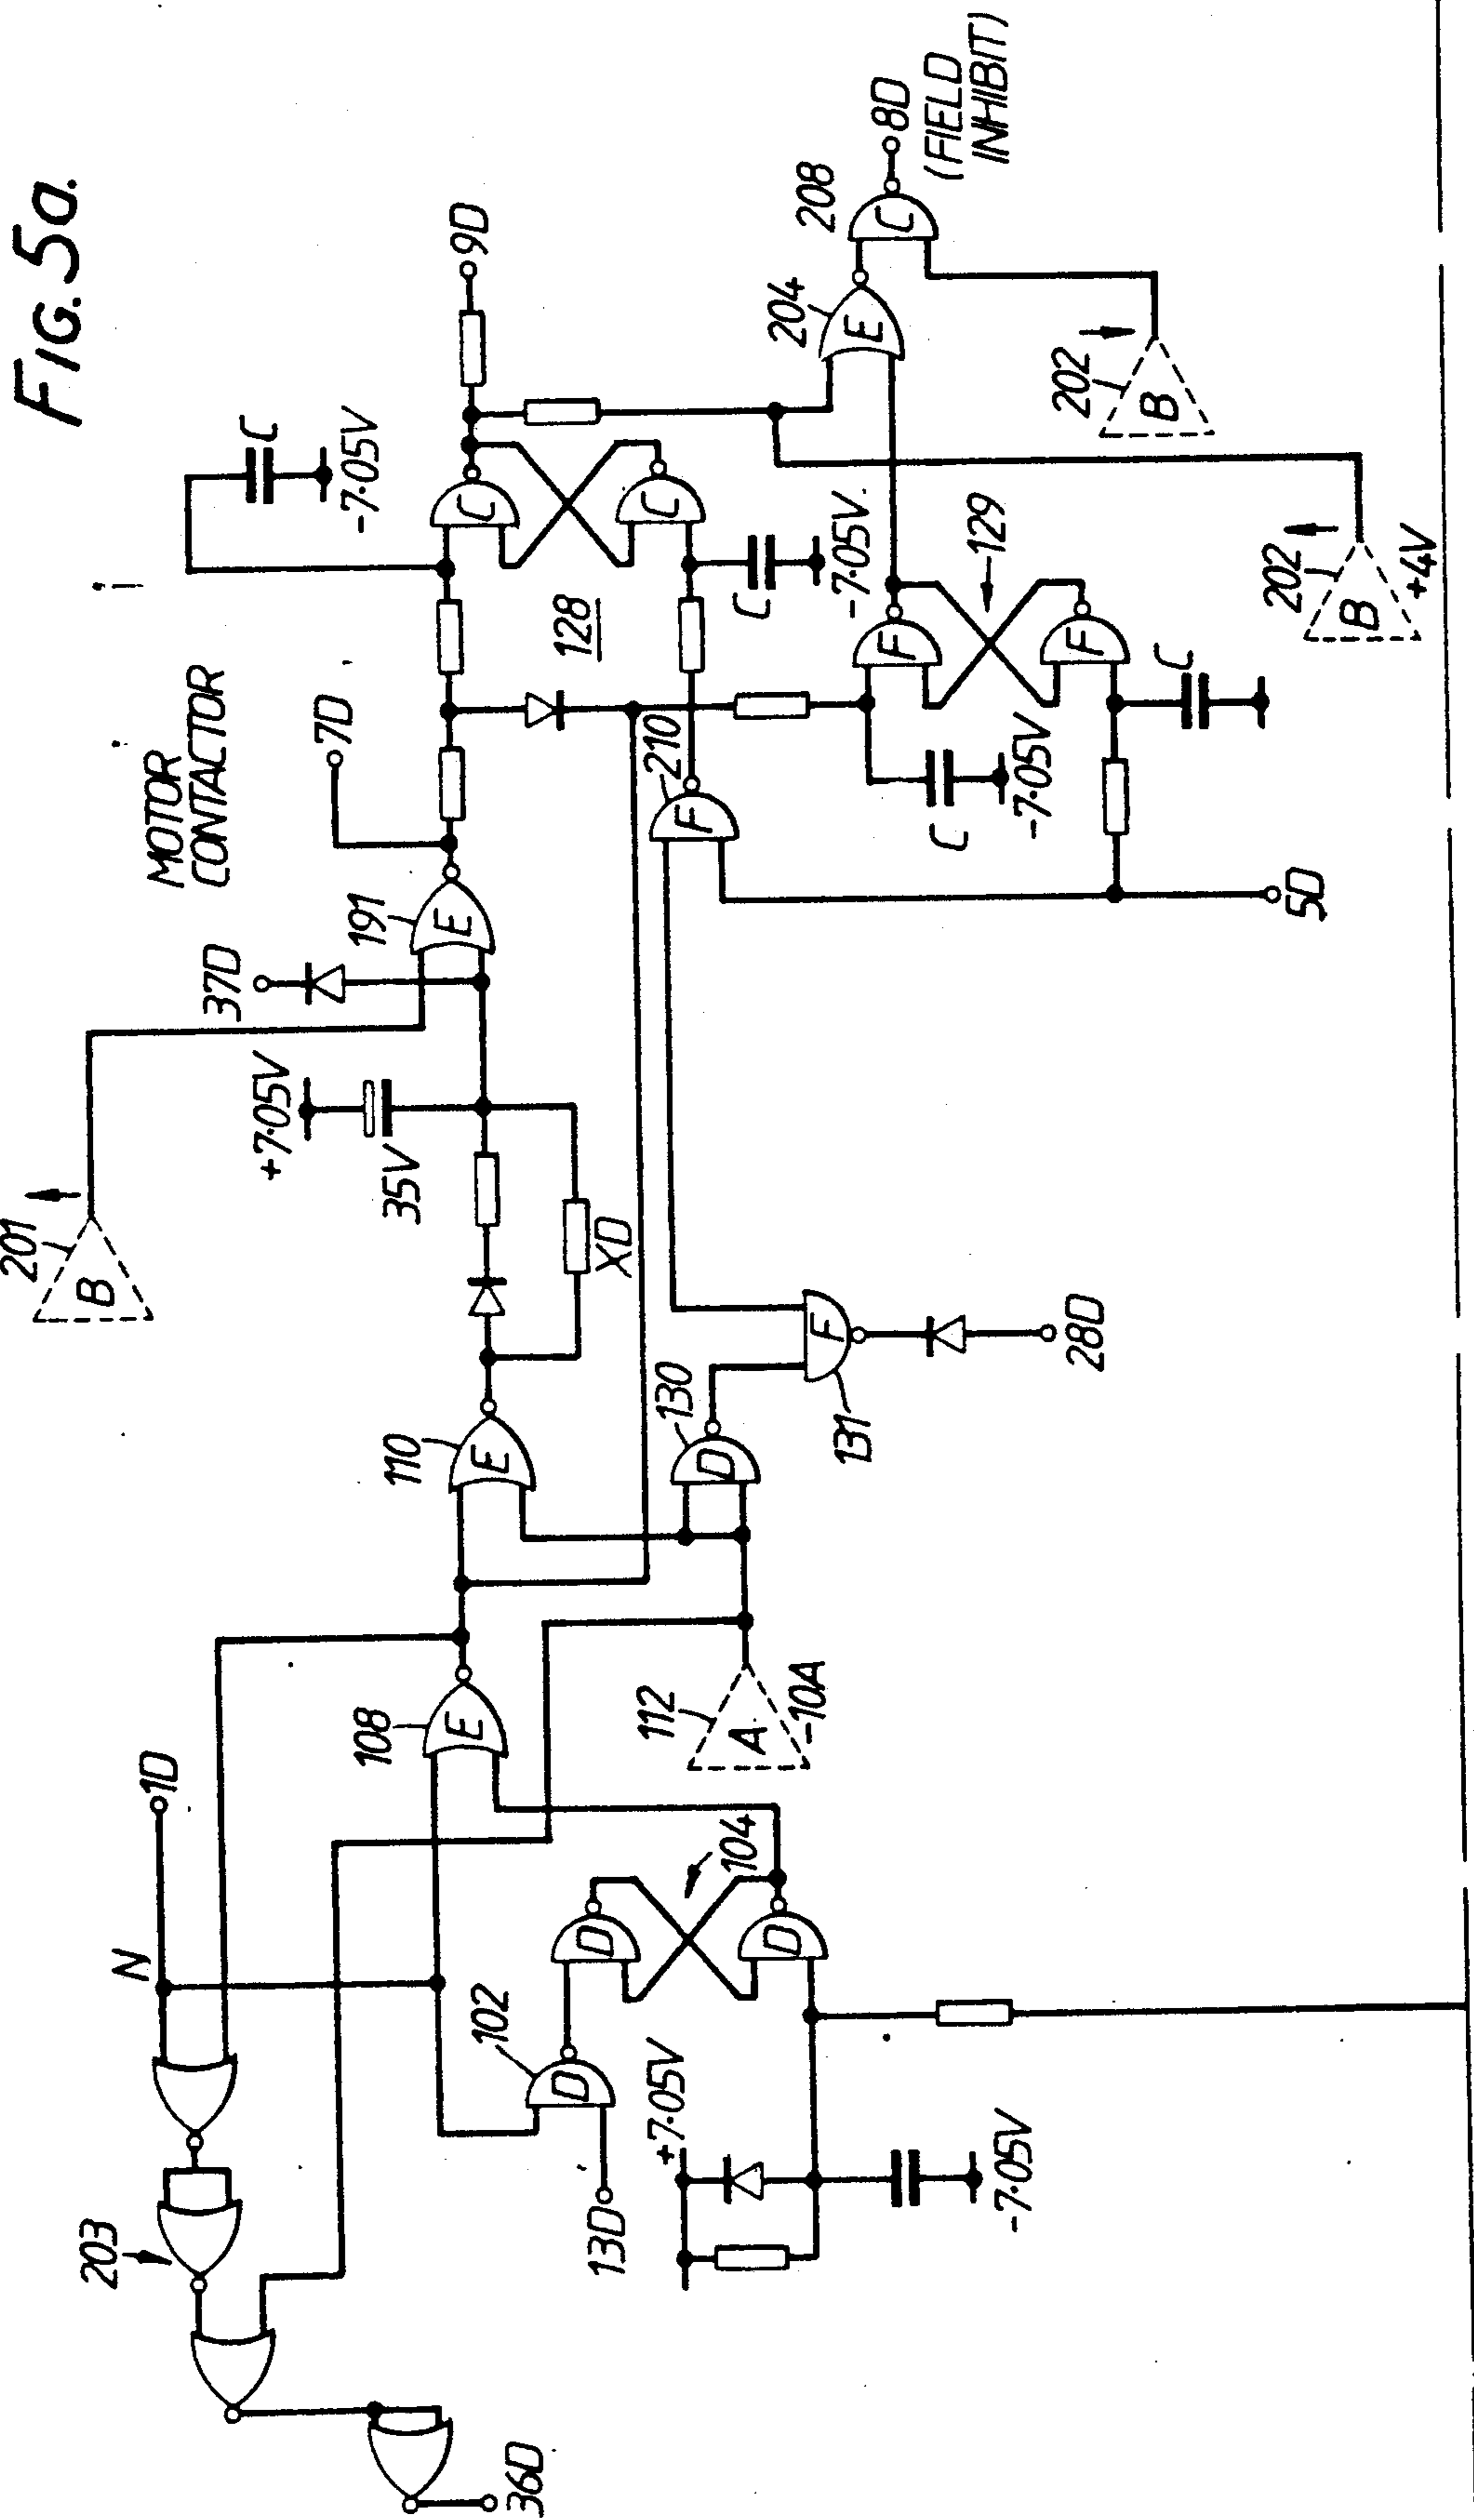 FIG. 5a.
36D
203
N
1D
13D
102
D
D
D
104
+7·05V
-7·05V
108
E
112
A
-10A
110
E
130
D
131
F
28D
XD
35V
+7·05V
201
B
37D
191
E
MOTOR
CONTACTOR
7D
210
F
128
C
C
C
-7·05V
C
-7·05V
9D
C
-7·05V
F
F
129
C
5D
204
E
208
C
8D
(FIELD
INHIBIT)
202
B
202
B
+4V